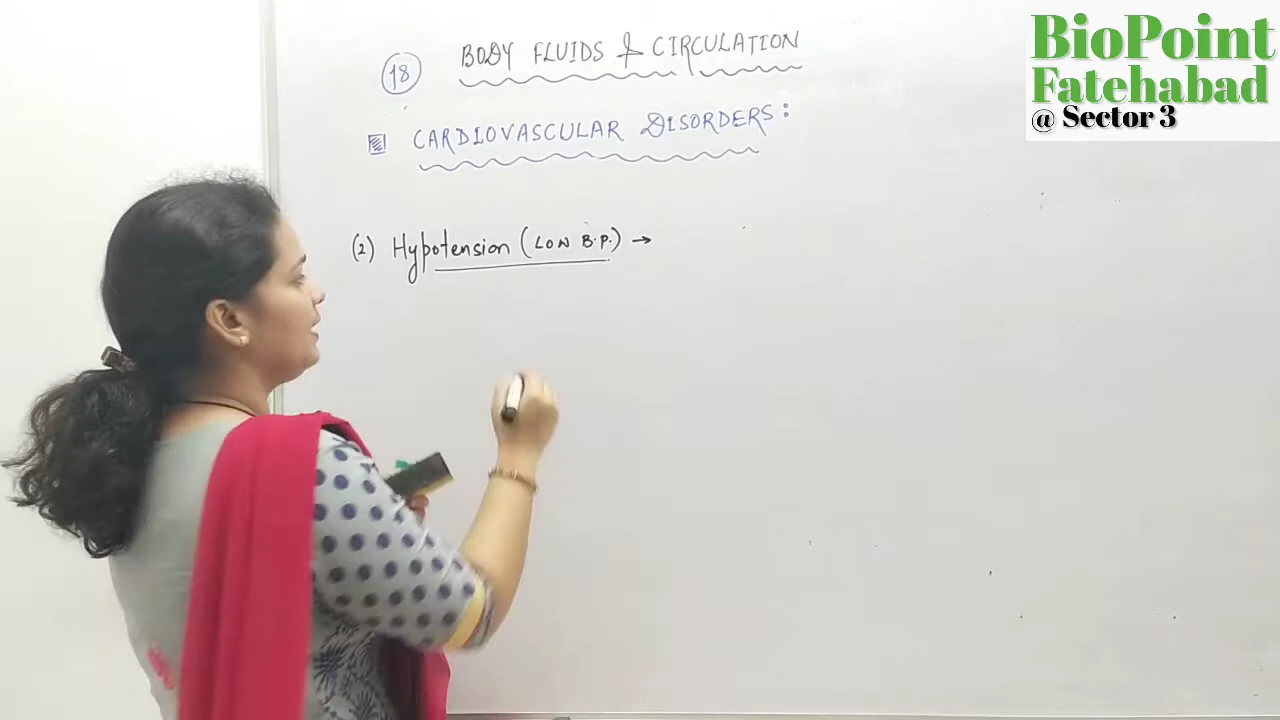 BioPoint
Fatehabad
@ Sector 3
18 BODY FLUIDS & CIRCULATION
CARDIOVASCULAR DISORDERS:
(2) Hypotension (LOW B.P.) →